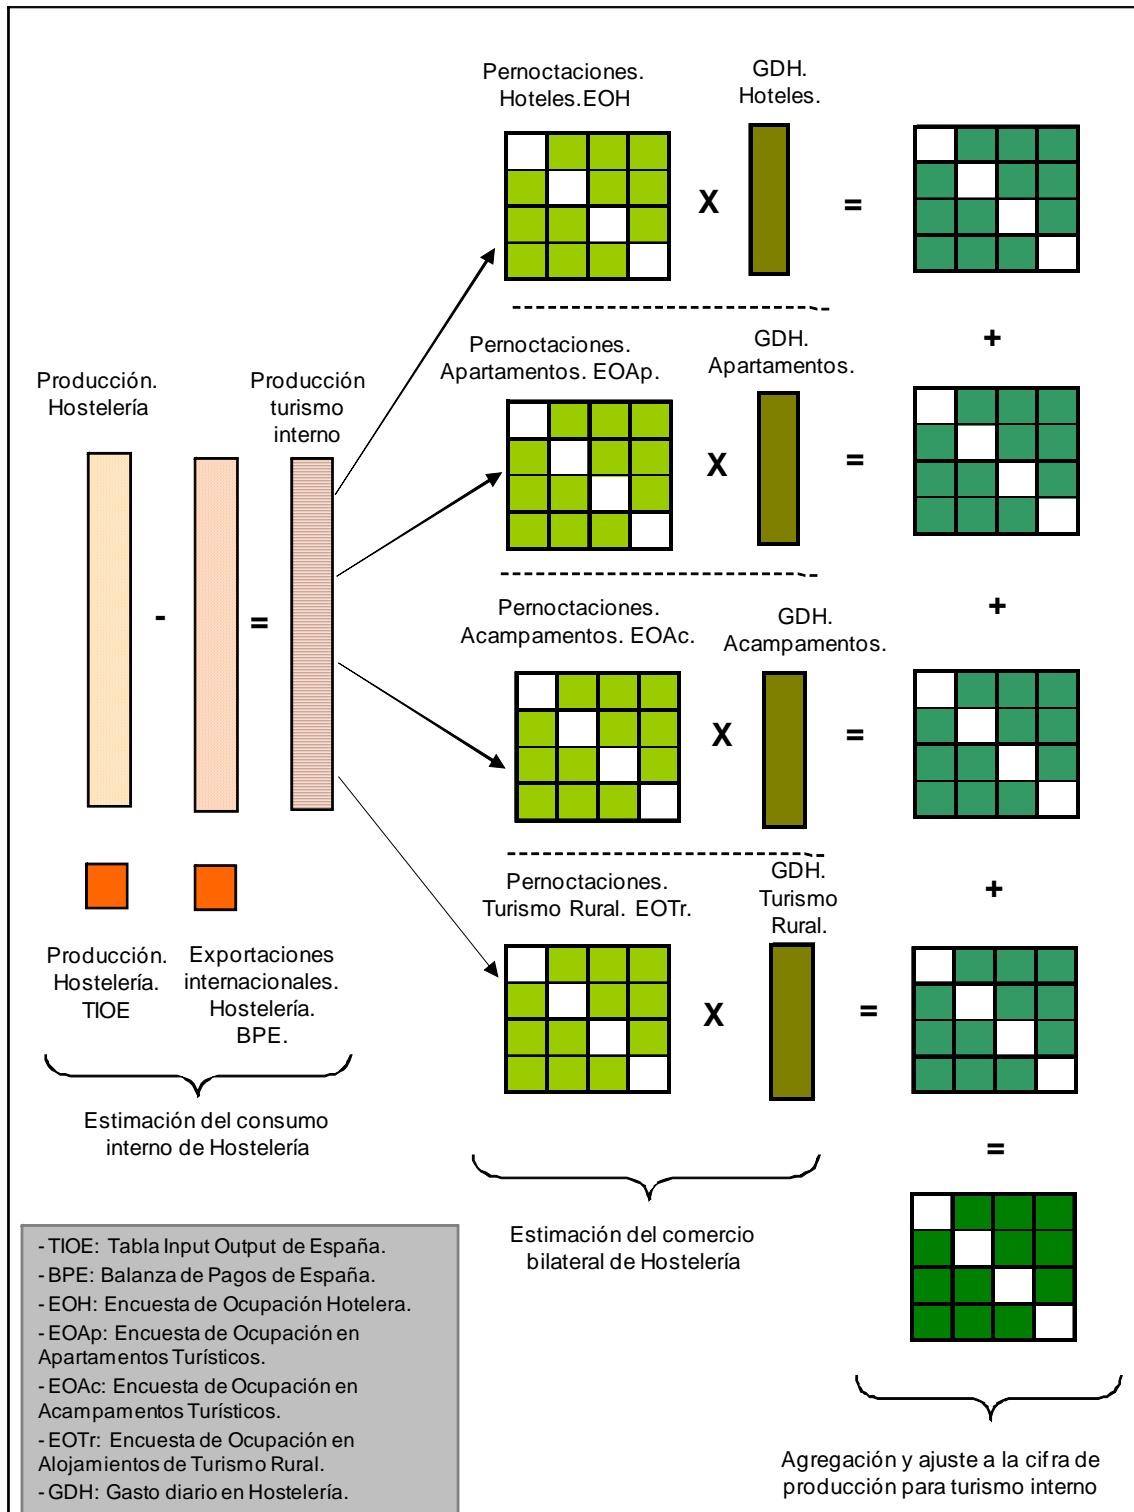 Pernoctaciones.
Hoteles.EOH
GDH.
Hoteles.
X
=
+
Pernoctaciones.
Apartamentos. EOAp.
GDH.
Apartamentos.
X
=
+
Producción.
Hostelería
Producción
turismo
interno
-
=
Pernoctaciones.
Acampamentos. EOAc.
GDH.
Acampamentos.
X
=
+
Pernoctaciones.
Turismo Rural. EOTr.
GDH.
Turismo
Rural.
X
=
=
Producción.
Hostelería.
TIOE
Exportaciones
internacionales.
Hostelería.
BPE.
Estimación del consumo
interno de Hostelería
Estimación del comercio
bilateral de Hostelería
Agregación y ajuste a la cifra de
producción para turismo interno
- TIOE: Tabla Input Output de España.
- BPE: Balanza de Pagos de España.
- EOH: Encuesta de Ocupación Hotelera.
- EOAp: Encuesta de Ocupación en
Apartamentos Turísticos.
- EOAc: Encuesta de Ocupación en
Acampamentos Turísticos.
- EOTr: Encuesta de Ocupación en
Alojamientos de Turismo Rural.
- GDH: Gasto diario en Hostelería.